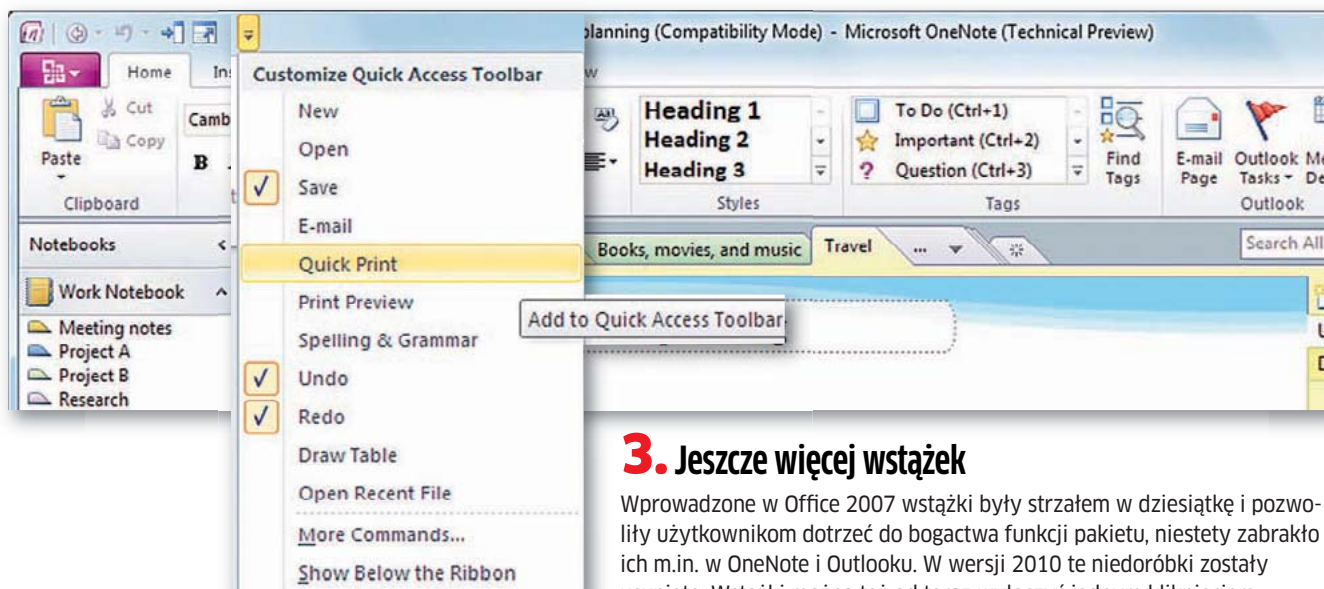 planning (Compatibility Mode) - Microsoft OneNote (Technical Preview)
Home
Customize Quick Access Toolbar
Cut
Copy
Paste
Clipboard
B
New
Open
Save
E-mail
Quick Print
Print Preview
Spelling & Grammar
Undo
Redo
Draw Table
Open Recent File
More Commands...
Show Below the Ribbon
Add to Quick Access Toolbar
Heading 1
Heading 2
Heading 3
Styles
To Do (Ctrl+1)
Important (Ctrl+2)
? Question (Ctrl+3)
Tags
Find
Tags
E-mail
Page
Outlook
Tasks
Outlook
Notebooks
Books, movies, and music
Travel
...
Search All
Work Notebook
Meeting notes
Project A
Project B
Research
3. Jeszcze więcej wstążek
Wprowadzone w Office 2007 wstążki były strzałem w dziesiątkę i pozwo-
liły użytkownikom dotrzeć do bogactwa funkcji pakietu, niestety zabrakło
ich m.in. w OneNote i Outlooku. W wersji 2010 te niedoróbki zostały